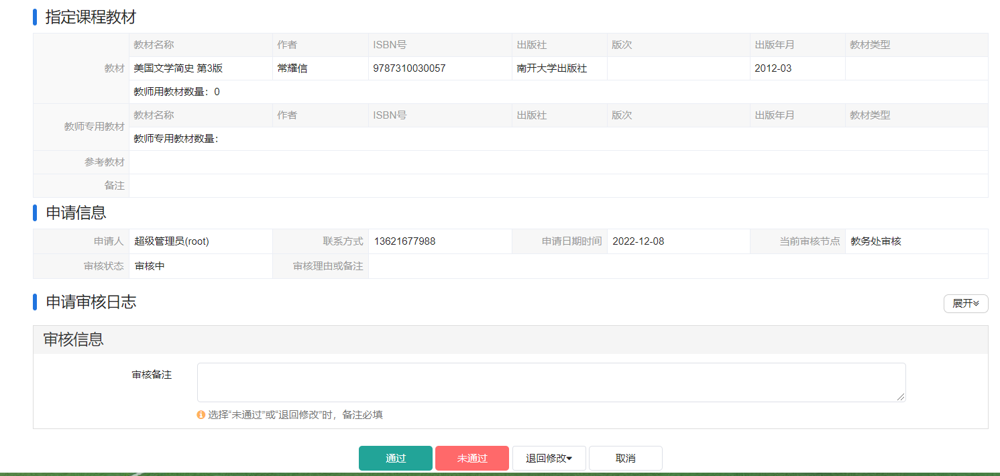 指定课程教材
教材名称 作者 ISBN号 出版社 版次 出版年月 教材类型
教材 美国文学简史 第3版 常耀信 9787310030057 南开大学出版社 2012-03
教师用教材数量：0
教材名称 作者 ISBN号 出版社 版次 出版年月 教材类型
教师专用教材
教师专用教材数量：
参考教材
备注
申请信息
申请人 超级管理员(root) 联系方式 13621677988 申请日期时间 2022-12-08 当前审核节点 教务处审核
审核状态 审核中 审核理由或备注
申请审核日志 展开
审核信息
审核备注
选择“未通过”或“退回修改”时，备注必填
通过 未通过 退回修改 取消